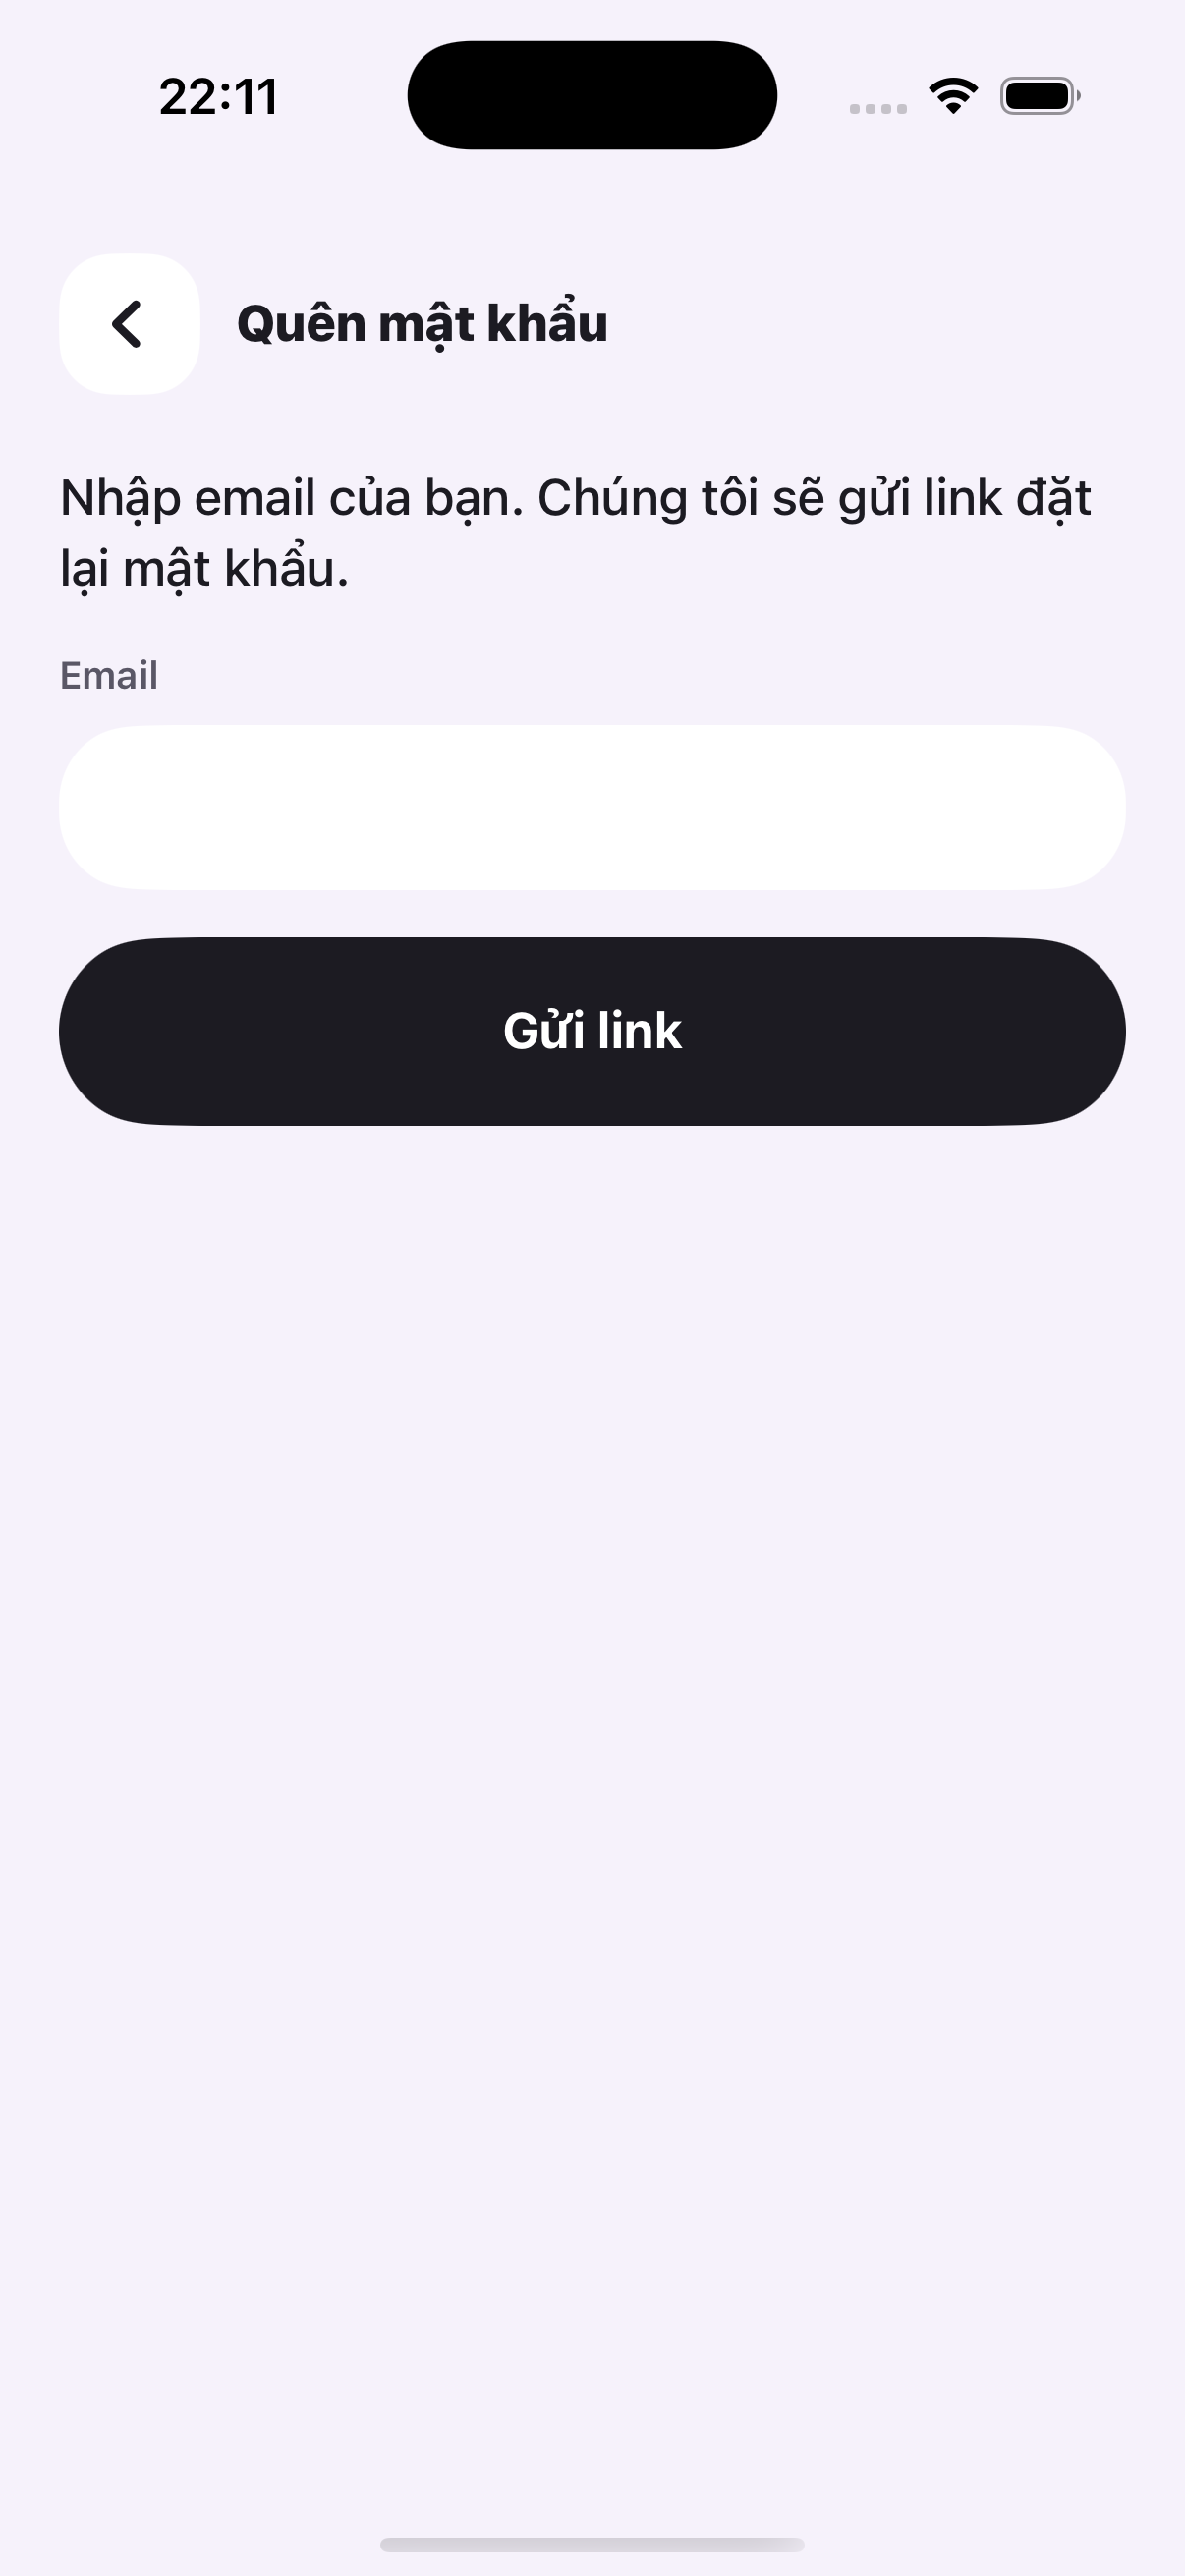 22:11
Quên mật khẩu
Nhập email của bạn. Chúng tôi sẽ gửi link đặt
lại mật khẩu.
Email
Gửi link